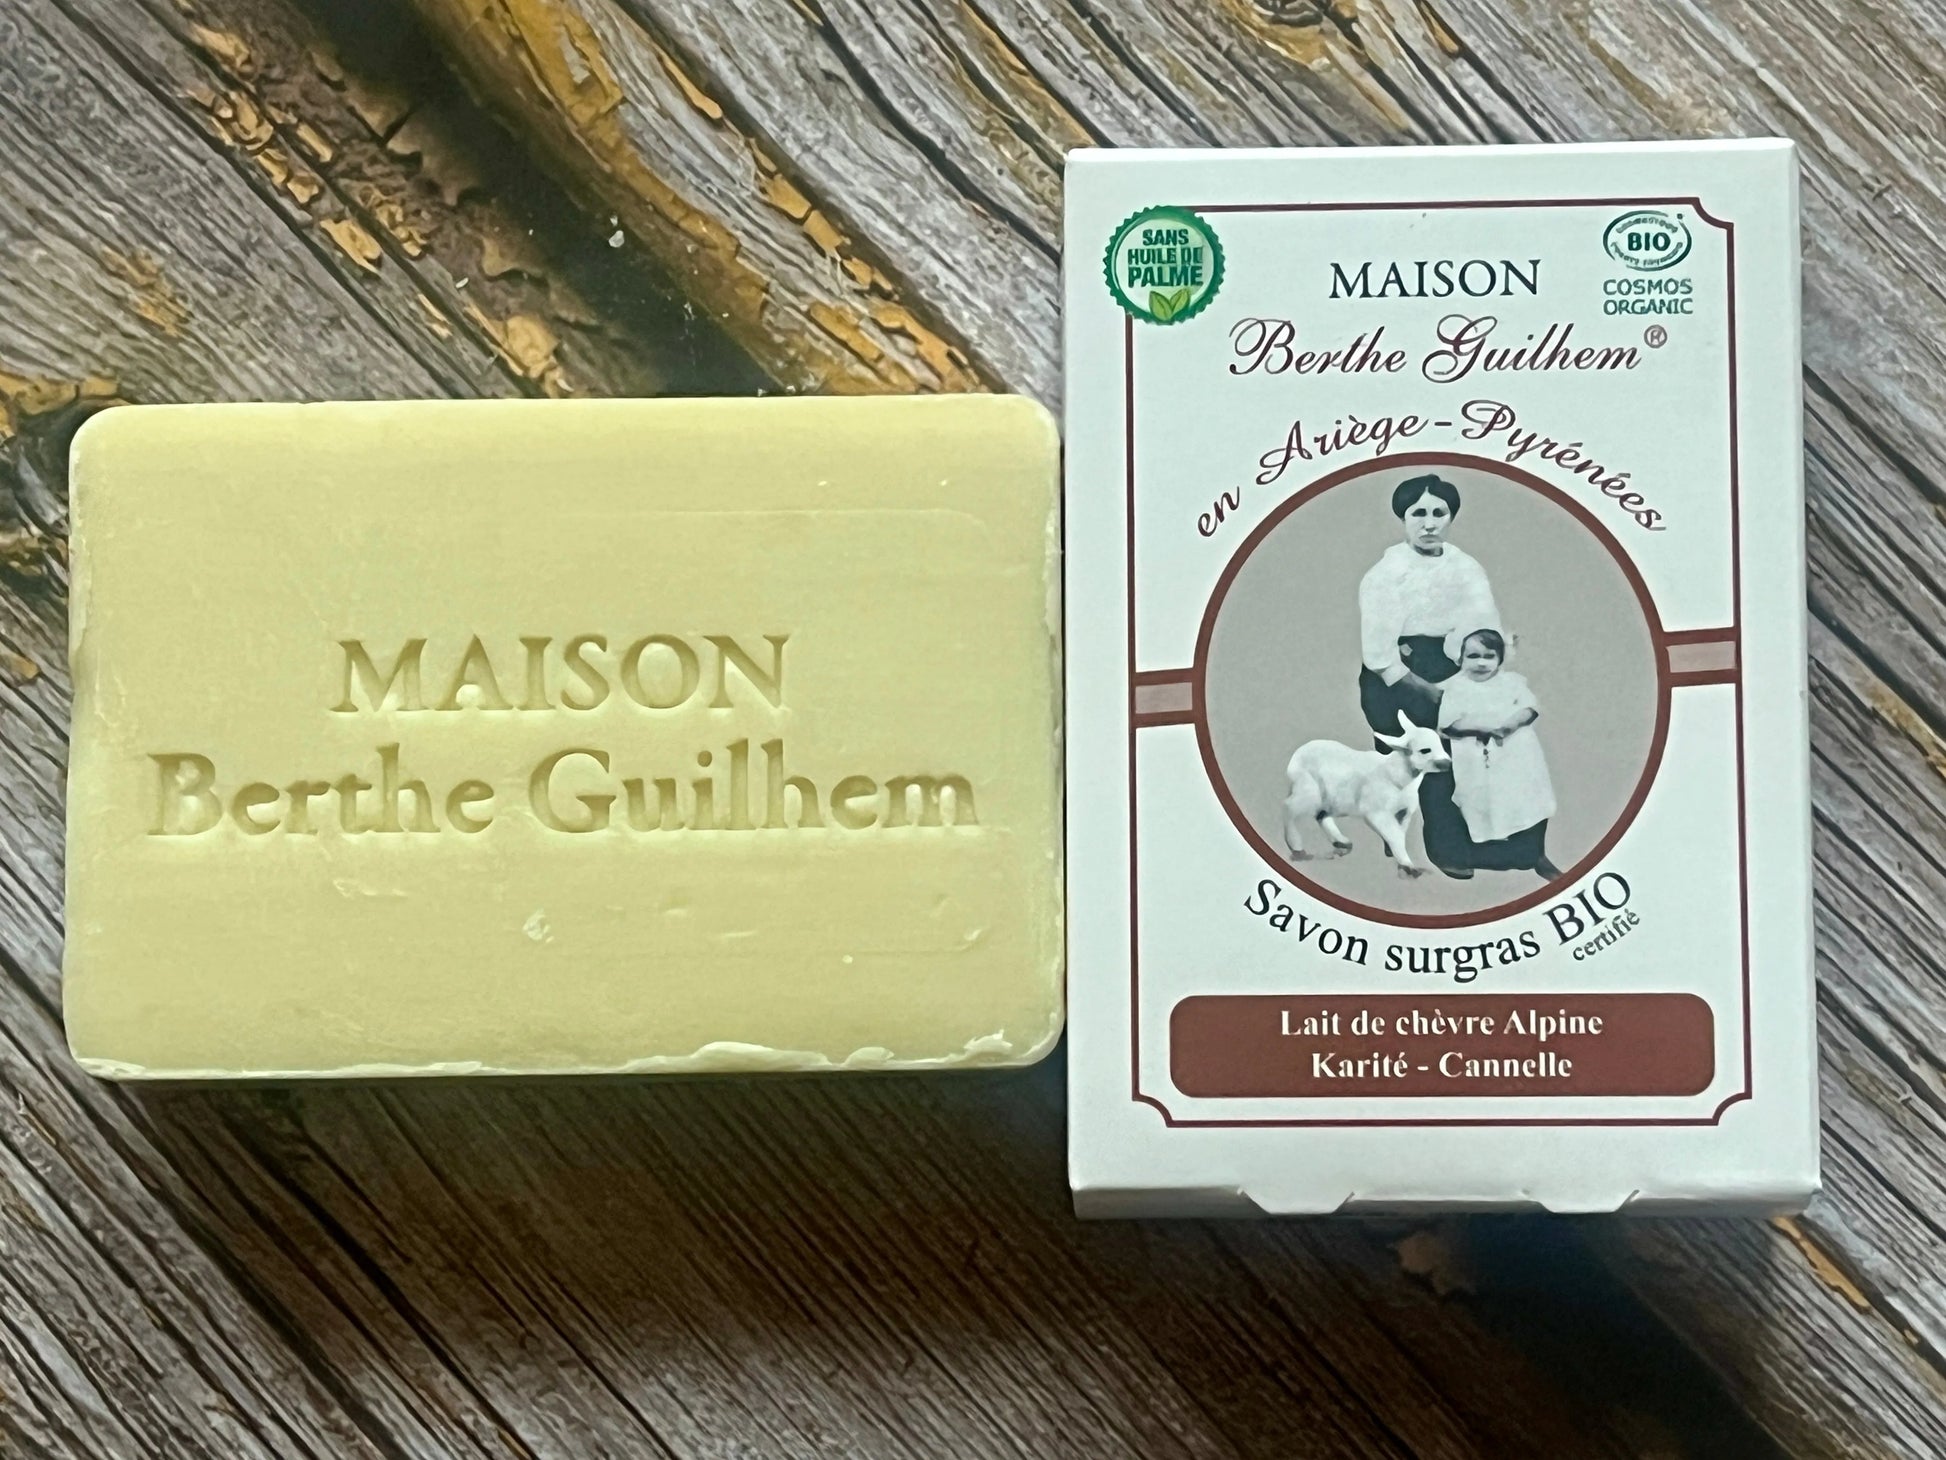 MAISON
Berthe Guilhem
SANS
HUILE DE
PALME
BIO
COSMOS
ORGANIC
MAISON
Berthe Guilhem®
en Ariège-Pyrénées
Savon surgras BIO
certifié
Lait de chèvre Alpine
Karité - Cannelle